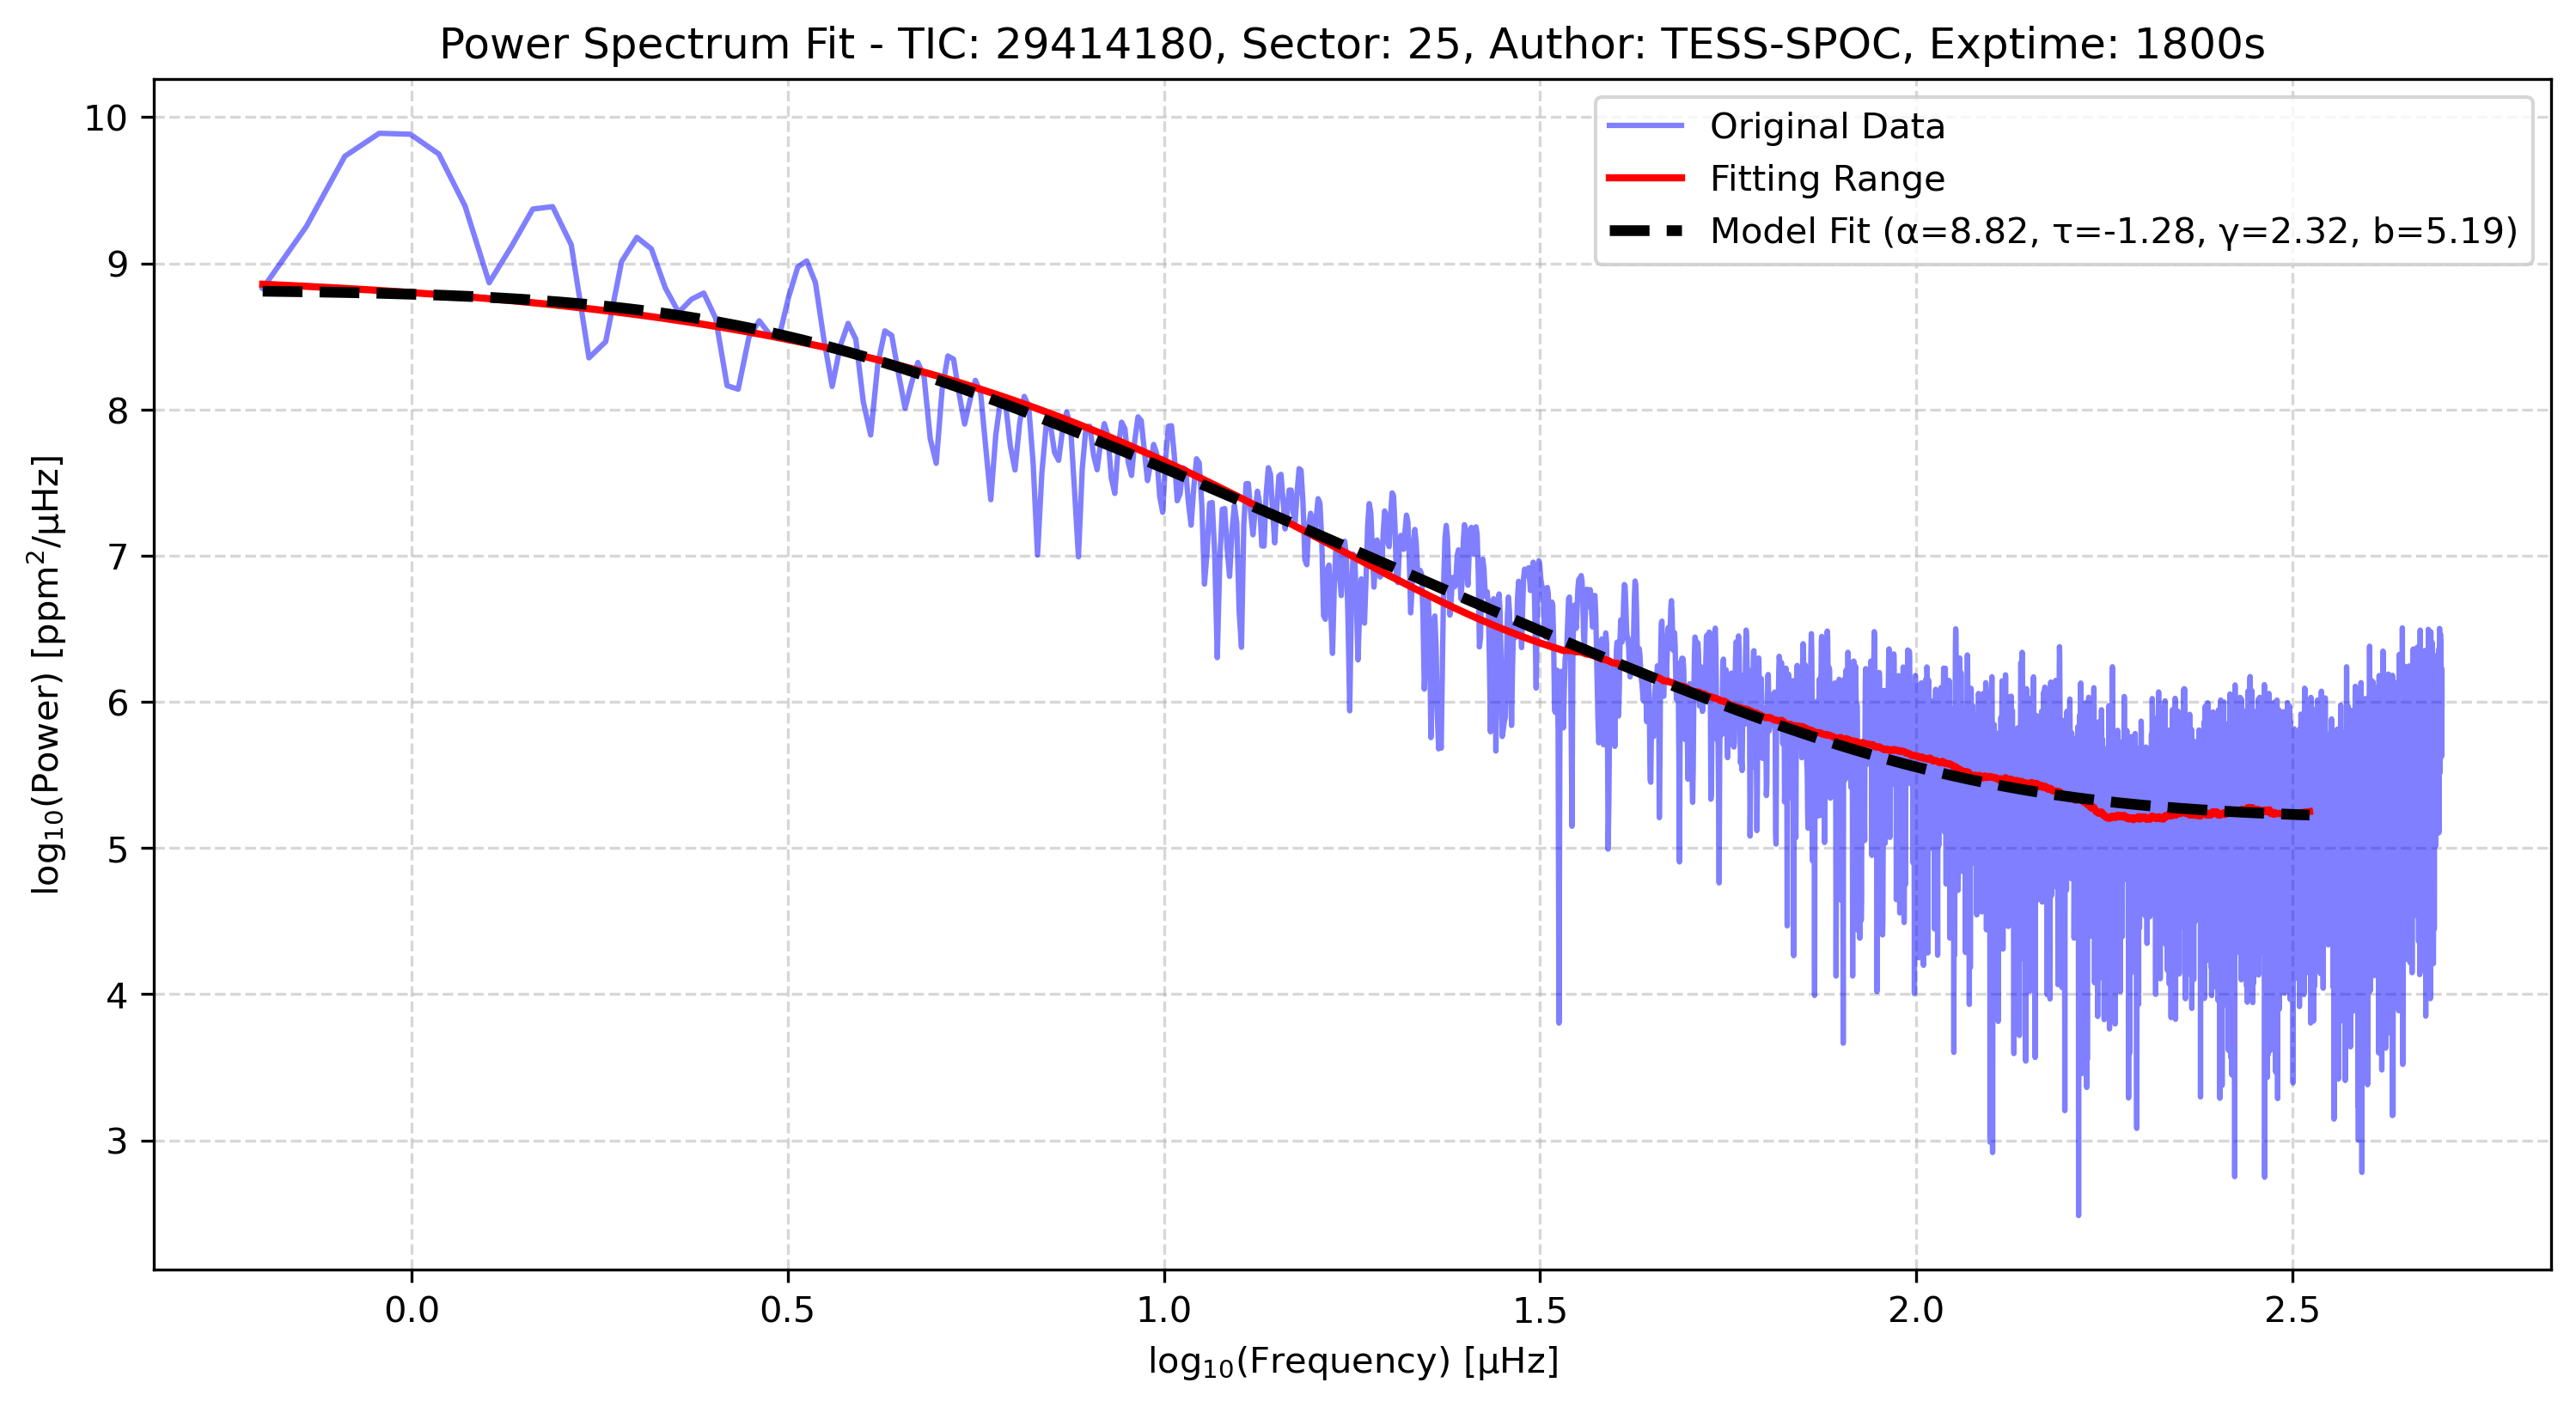 Power Spectrum Fit - TIC: 29414180, Sector: 25, Author: TESS-SPOC, Exptime: 1800s
Original Data
Fitting Range
Model Fit (α=8.82, τ=-1.28, γ=2.32, b=5.19)
log₁₀(Power) [ppm²/μHz]
10
9
8
7
6
5
4
3
0.0 0.5 1.0 1.5 2.0 2.5
log₁₀(Frequency) [μHz]